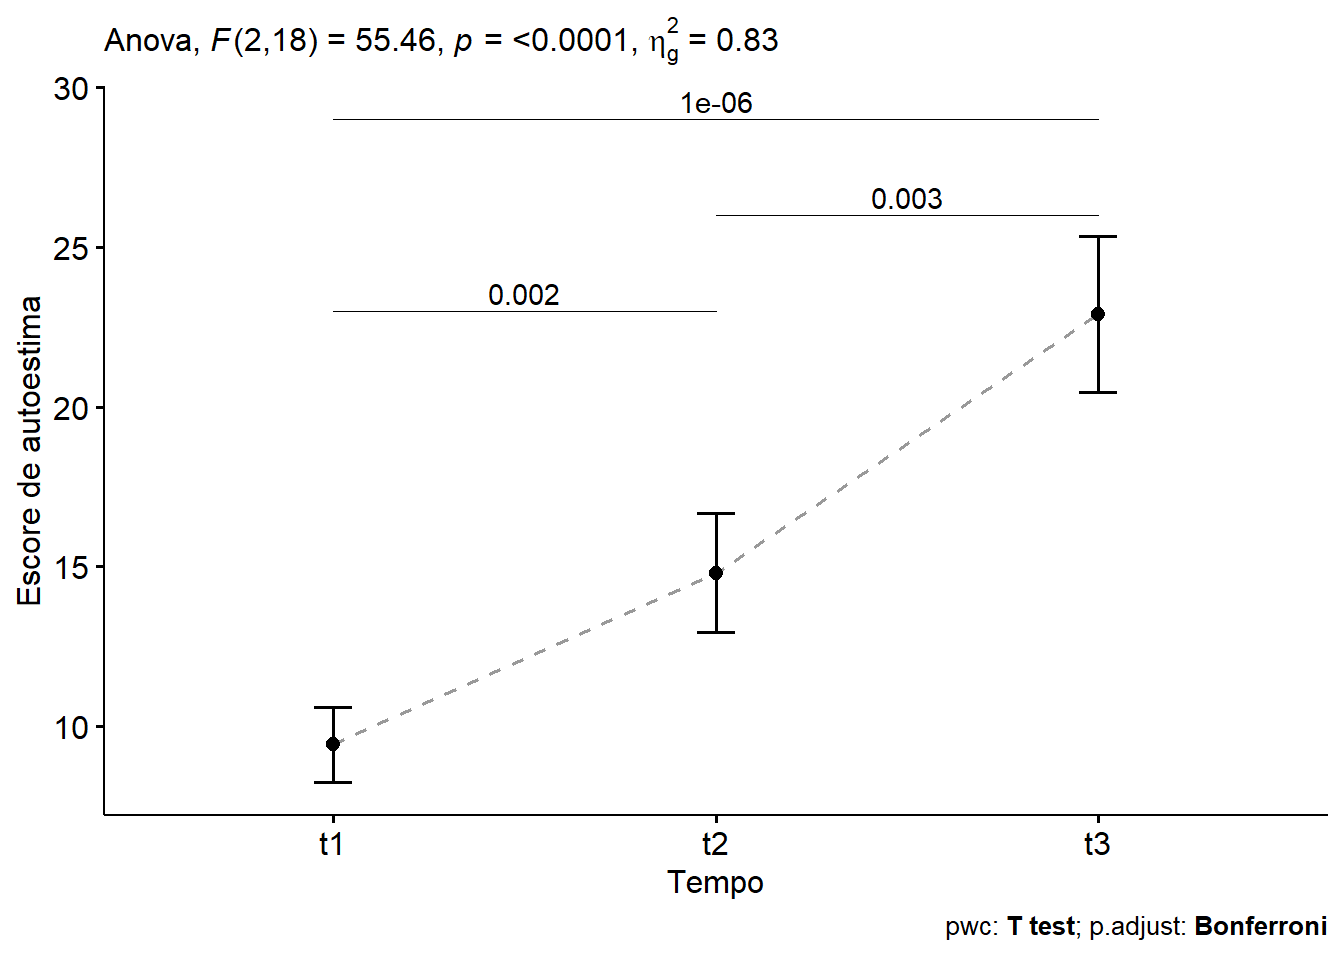 Anova, F(2,18) = 55.46, p = <0.0001, η²g = 0.83
30
1e-06
0.003
25
0.002
20
15
10
Escore de autoestima
t1 t2 t3
Tempo
pwc: T test; p.adjust: Bonferroni